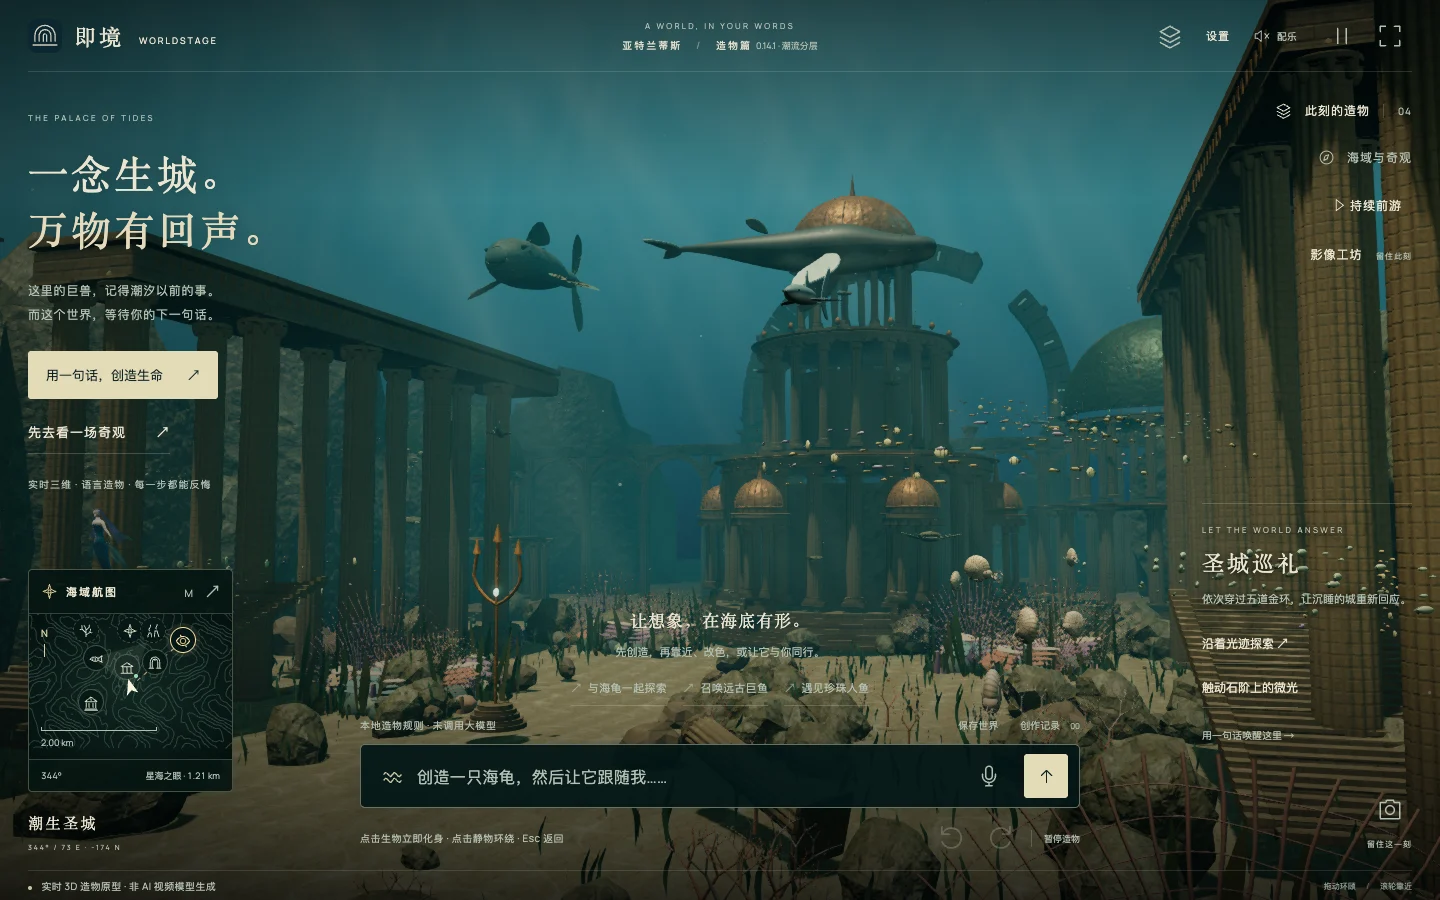 即境 WORLDSTAGE
A WORLD, IN YOUR WORDS
亚特兰蒂斯 / 造物篇 0.14.1 · 潮流分层
设置
配乐
THE PALACE OF TIDES
一念生城。
万物有回声。
这里的巨兽，记得潮汐以前的事。
而这个世界，等待你的下一句话。
用一句话，创造生命 ↗
先去看一场奇观 ↗
实时三维 · 语言造物 · 每一步都能反悔
此刻的造物 04
海域与奇观
持续前游
影像工坊 留住此刻
海域航图 M ↗
N
2.00 km
344° 星海之眼 · 1.21 km
潮生圣城
344° / 73 E · -174 N
实时 3D 造物原型 · 非 AI 视频模型生成
让想象，在海底有形。
先创造，再靠近、改色，或让它与你同行。
↗ 与海龟一起探索 ↗ 召唤远古巨鱼 ↗ 遇见珍珠人鱼
本地造物规则 · 未调用大模型
保存世界 创作记录 00
创造一只海龟，然后让它跟随我……
点击生物立即化身 · 点击静物环绕 · Esc 返回
暂停造物
LET THE WORLD ANSWER
圣城巡礼
依次穿过五道金环，让沉睡的城重新回应。
沿着光迹探索 ↗
触动石阶上的微光
用一句话唤醒这里 →
留住这一刻
拖动环顾 / 滚轮靠近